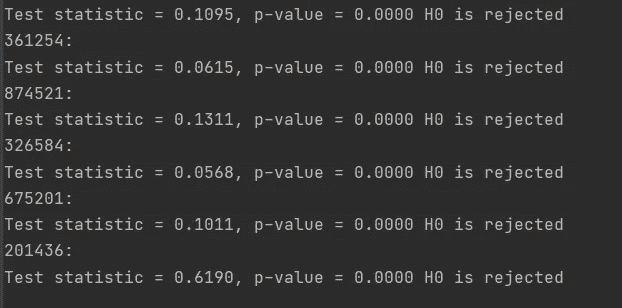 Test statistic = 0.1095, p-value = 0.0000 H0 is rejected
361254:
Test statistic = 0.0615, p-value = 0.0000 H0 is rejected
874521:
Test statistic = 0.1311, p-value = 0.0000 H0 is rejected
326584:
Test statistic = 0.0568, p-value = 0.0000 H0 is rejected
675201:
Test statistic = 0.1011, p-value = 0.0000 H0 is rejected
201436:
Test statistic = 0.6190, p-value = 0.0000 H0 is rejected